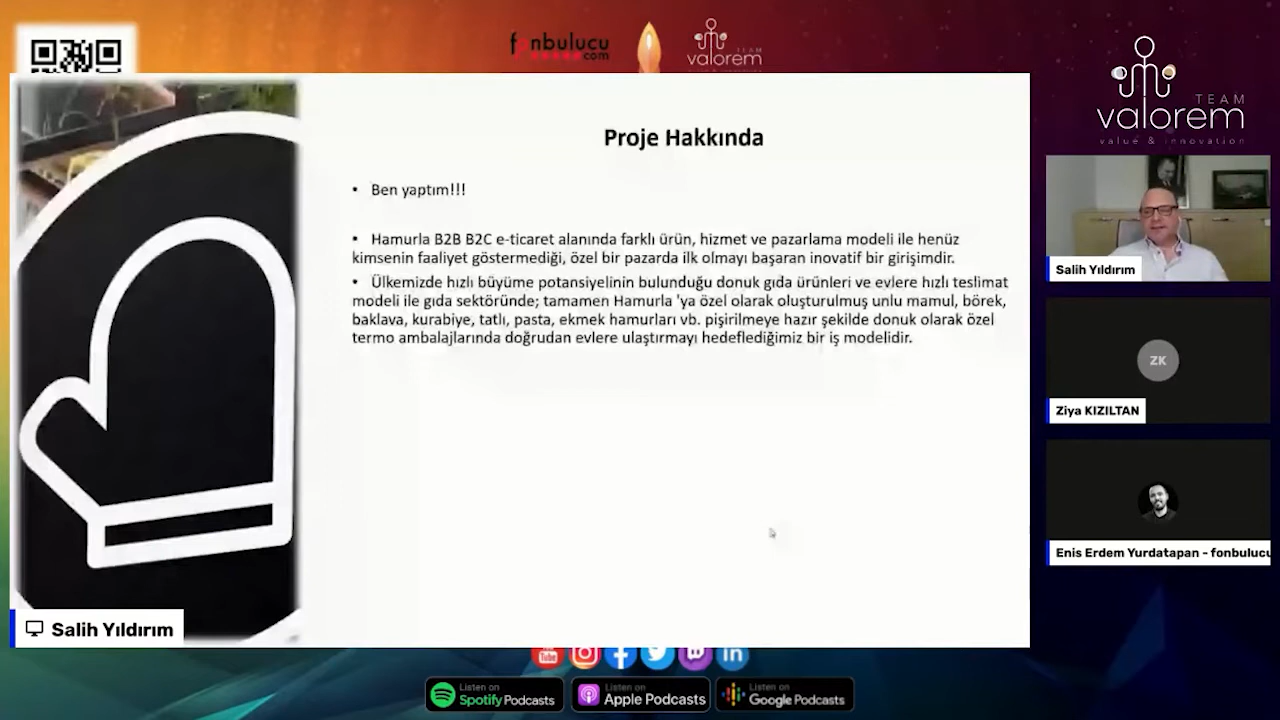 fonbulucu
.com
TEAM
valorem
TEAM
valorem
value & innovation
Proje Hakkında
• Ben yaptım!!!
• Hamurla B2B B2C e-ticaret alanında farklı ürün, hizmet ve pazarlama modeli ile henüz
kimsenin faaliyet göstermediği, özel bir pazarda ilk olmayı başaran inovatif bir girişimdir.
• Ülkemizde hızlı büyüme potansiyelinin bulunduğu donuk gıda ürünleri ve evlere hızlı teslimat
modeli ile gıda sektöründe; tamamen Hamurla 'ya özel olarak oluşturulmuş unlu mamul, börek,
baklava, kurabiye, tatlı, pasta, ekmek hamurları vb. pişirilmeye hazır şekilde donuk olarak özel
termo ambalajlarında doğrudan evlere ulaştırmayı hedeflediğimiz bir iş modelidir.
Salih Yıldırım
ZK
Ziya KIZILTAN
Enis Erdem Yurdatapan - fonbulucu
Salih Yıldırım
You
in
Listen on
Spotify Podcasts
Listen on
Apple Podcasts
Listen on
Google Podcasts